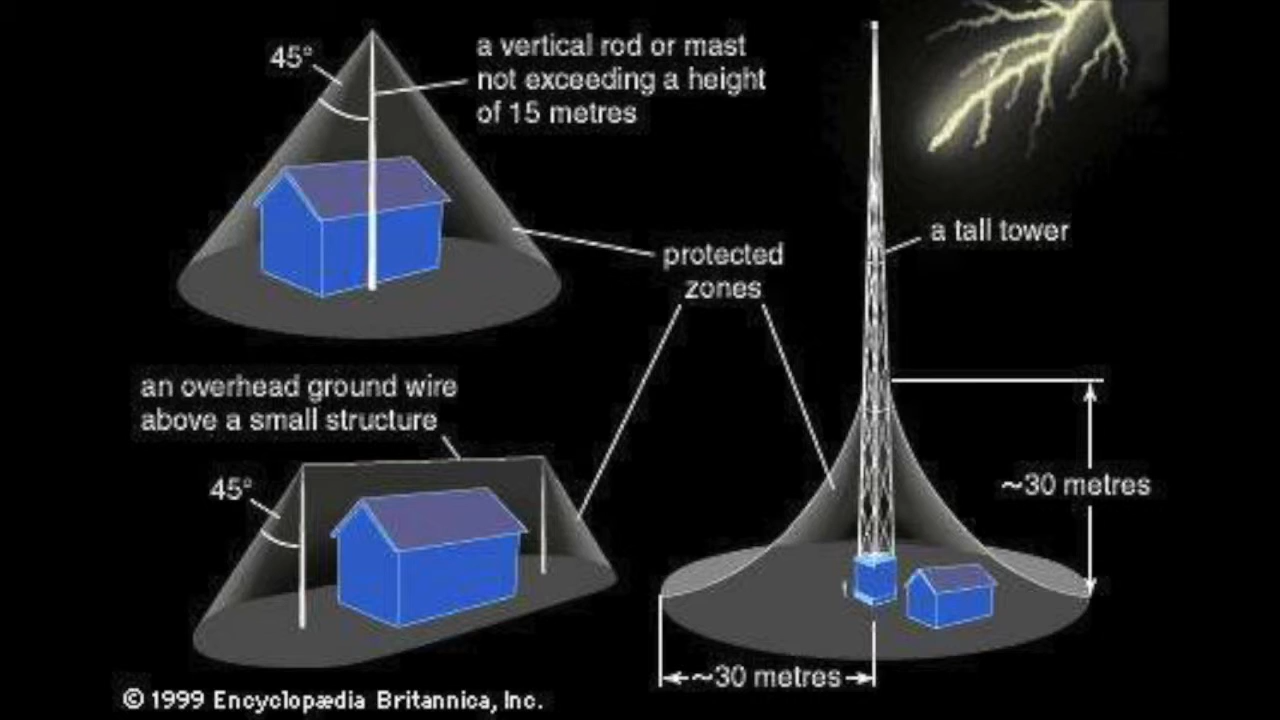 45°
a vertical rod or mast
not exceeding a height
of 15 metres
a tall tower
protected
zones
an overhead ground wire
above a small structure
45°
~30 metres
~30 metres
© 1999 Encyclopædia Britannica, Inc.